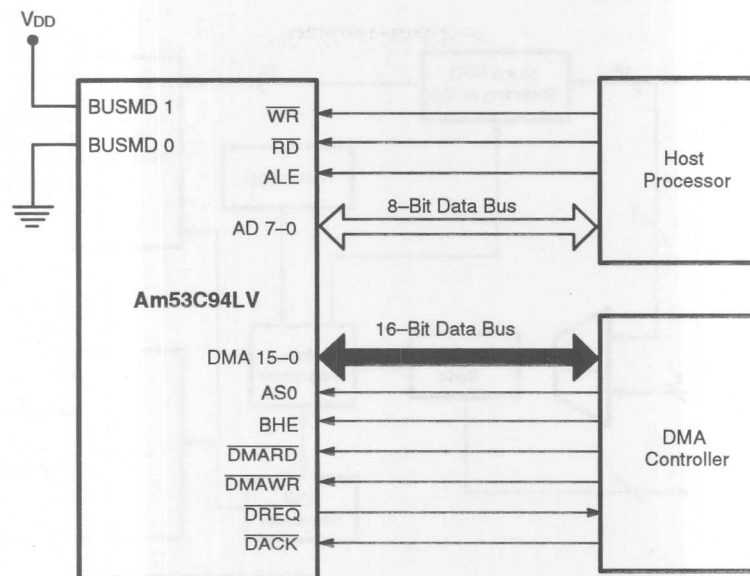 VDD
BUSMD 1
BUSMD 0
WR
RD
ALE
AD 7–0
8–Bit Data Bus
Host
Processor
Am53C94LV
DMA 15–0
16–Bit Data Bus
AS0
BHE
DMARD
DMAWR
DREQ
DACK
DMA
Controller